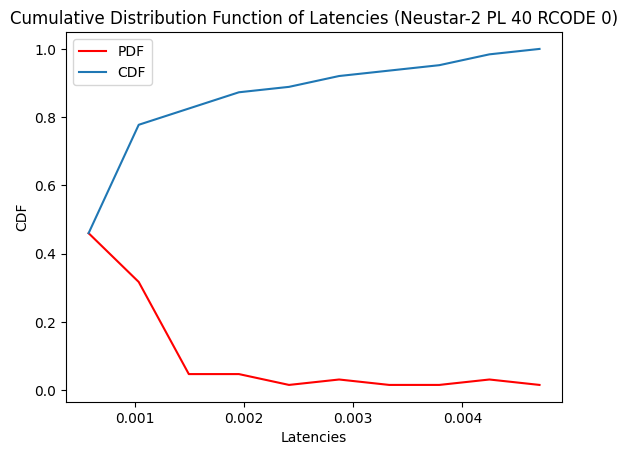 Cumulative Distribution Function of Latencies (Neustar-2 PL 40 RCODE 0)
PDF
CDF
1.0
0.8
0.6
0.4
0.2
0.0
CDF
0.001
0.002
0.003
0.004
Latencies